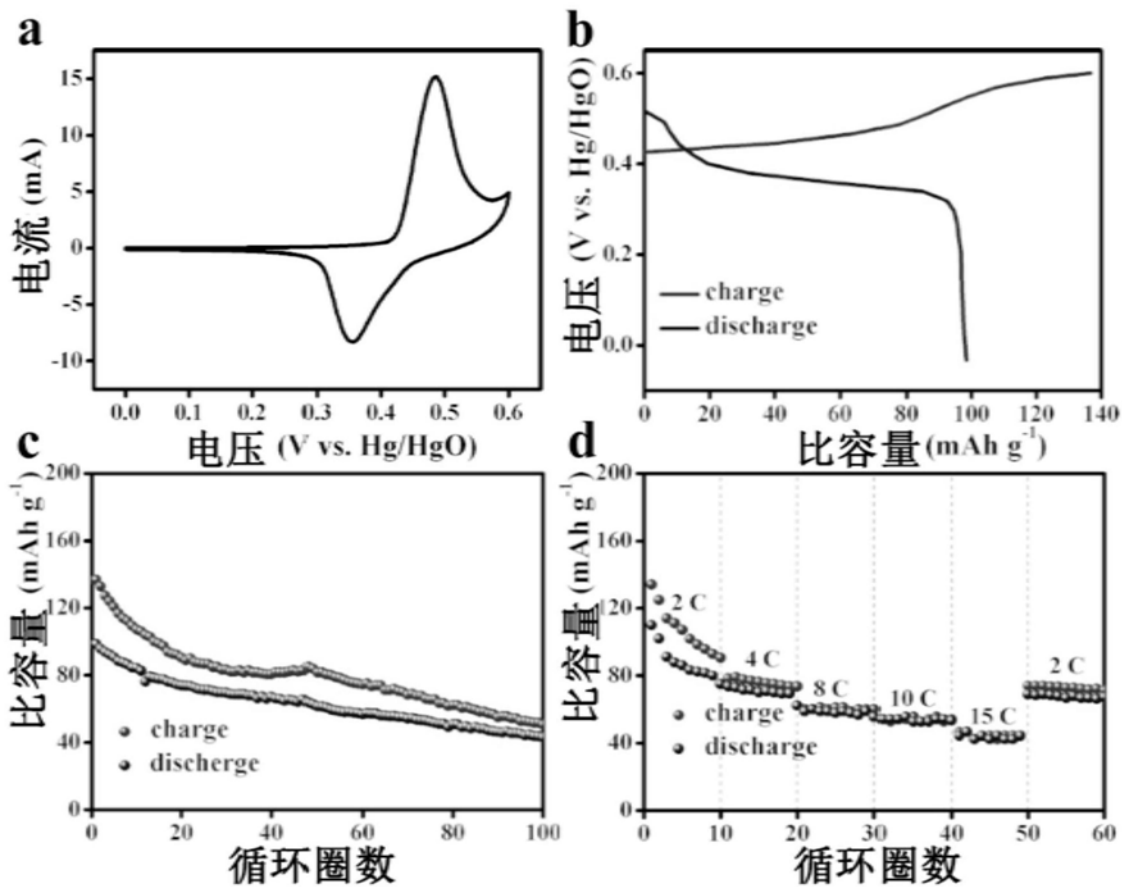 a
15
10
5
0
-5
-10
电流 (mA)
0.0 0.1 0.2 0.3 0.4 0.5 0.6
电压 (V vs. Hg/HgO)
b
0.6
0.4
0.2
0.0
电压 (V vs. Hg/HgO)
charge
discharge
0 20 40 60 80 100 120 140
比容量 (mAh g⁻¹)
c
200
160
120
80
40
0
比容量 (mAh g⁻¹)
charge
discherge
0 20 40 60 80 100
循环圈数
d
200
160
120
80
40
0
比容量 (mAh g⁻¹)
2 C
4 C
8 C
10 C
15 C
2 C
charge
discharge
0 10 20 30 40 50 60
循环圈数